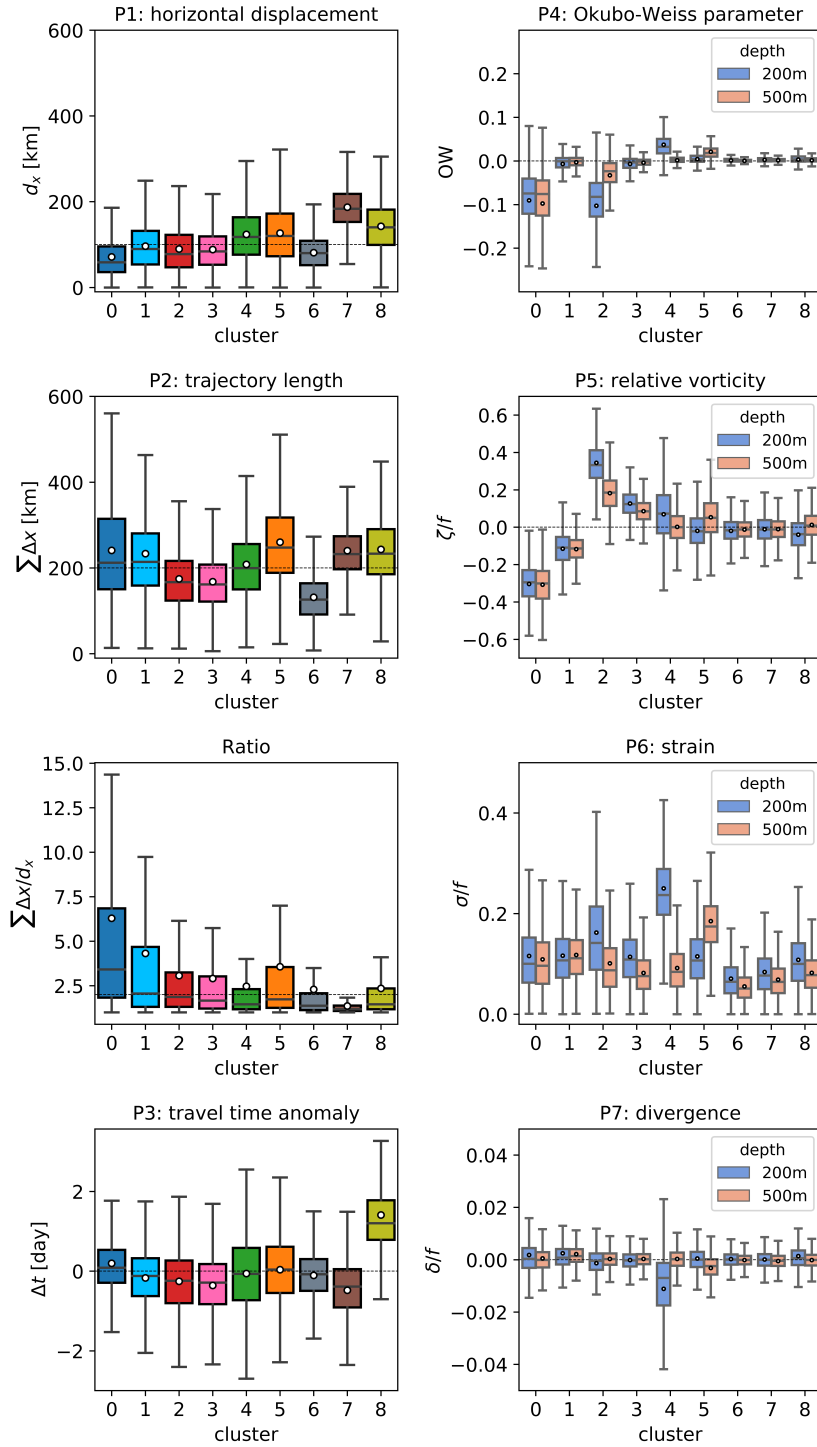 P1: horizontal displacement
600
400
200
0
d_x [km]
0 1 2 3 4 5 6 7 8
cluster
P4: Okubo-Weiss parameter
depth
200m
500m
0.2
0.1
0.0
−0.1
−0.2
OW
0 1 2 3 4 5 6 7 8
cluster
P2: trajectory length
600
400
200
0
∑Δx [km]
0 1 2 3 4 5 6 7 8
cluster
P5: relative vorticity
depth
200m
500m
0.6
0.4
0.2
0.0
−0.2
−0.4
−0.6
ζ/f
0 1 2 3 4 5 6 7 8
cluster
Ratio
15.0
12.5
10.0
7.5
5.0
2.5
∑Δx/d_x
0 1 2 3 4 5 6 7 8
cluster
P6: strain
depth
200m
500m
0.4
0.2
0.0
σ/f
0 1 2 3 4 5 6 7 8
cluster
P3: travel time anomaly
2
0
−2
Δt [day]
0 1 2 3 4 5 6 7 8
cluster
P7: divergence
depth
200m
500m
0.04
0.02
0.00
−0.02
−0.04
δ/f
0 1 2 3 4 5 6 7 8
cluster